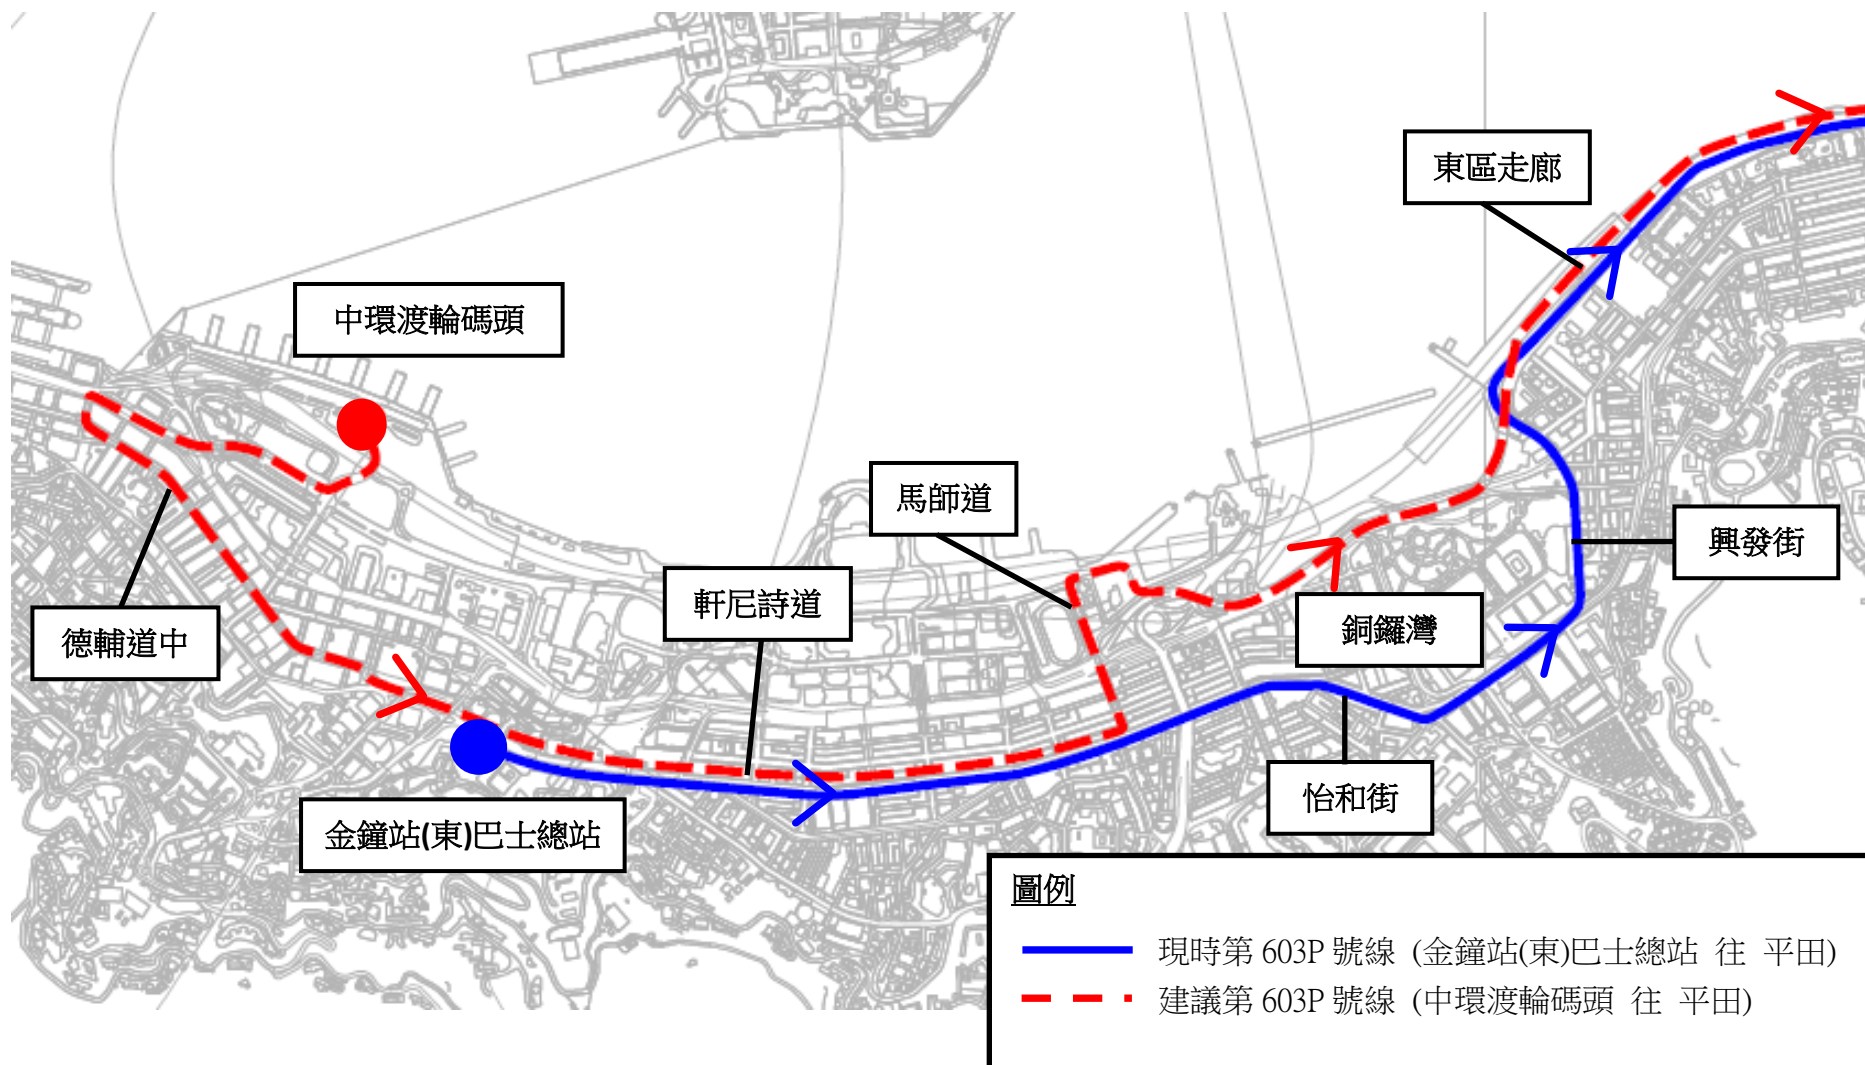 東區走廊
中環渡輪碼頭
馬師道
興發街
軒尼詩道
德輔道中
銅鑼灣
怡和街
金鐘站(東)巴士總站
圖例
現時第 603P 號線 (金鐘站(東)巴士總站 往 平田)
建議第 603P 號線 (中環渡輪碼頭 往 平田)